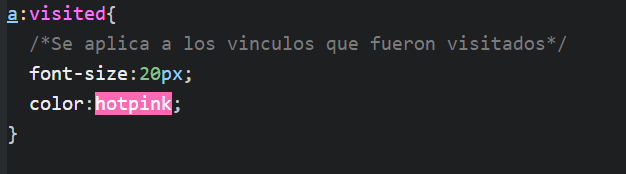 a:visited{
/*Se aplica a los vinculos que fueron visitados*/
font-size:20px;
color:hotpink;
}